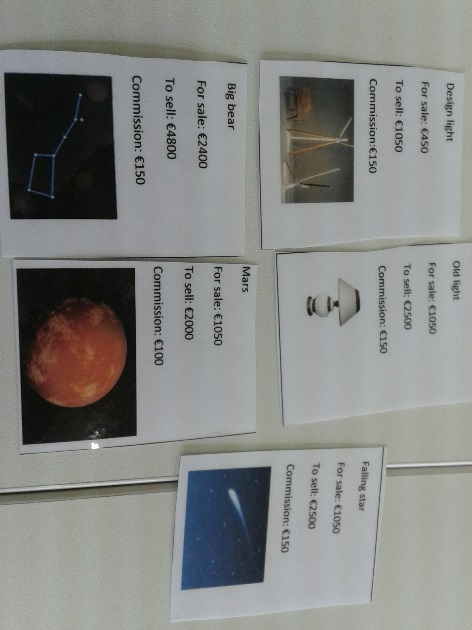 Design light
For sale: €450
To sell: €1050
Commission:€150
Old light
For sale: €1050
To sell: €2500
Commission: €150
Big bear
For sale: €2400
To sell: €4800
Commission: €150
Mars
For sale: €1050
To sell: €2000
Commission: €100
Falling star
For sale: €1050
To sell: €2500
Commission: €150